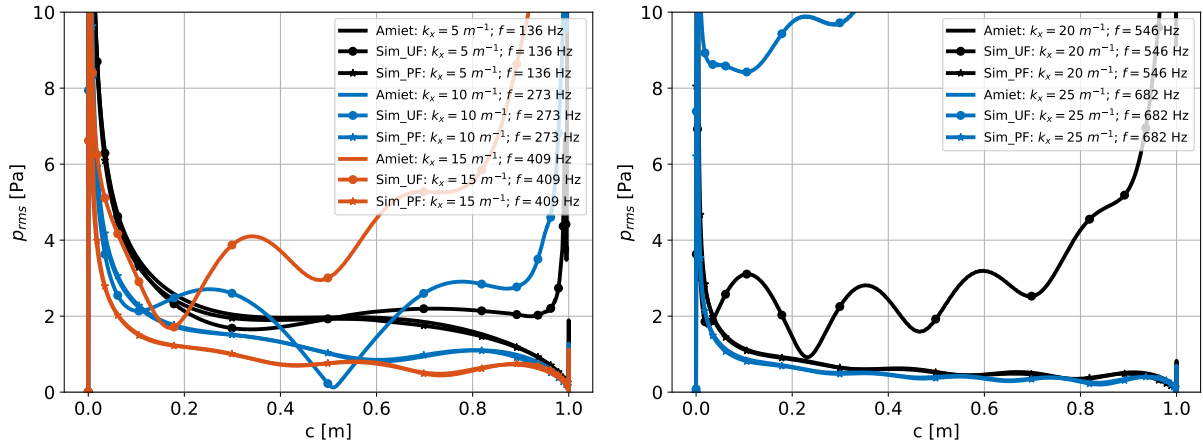 10
8
6
4
2
0
p_rms [Pa]
0.0 0.2 0.4 0.6 0.8 1.0
c [m]
Amiet: k_x = 5 m⁻¹; f = 136 Hz
Sim_UF: k_x = 5 m⁻¹; f = 136 Hz
Sim_PF: k_x = 5 m⁻¹; f = 136 Hz
Amiet: k_x = 10 m⁻¹; f = 273 Hz
Sim_UF: k_x = 10 m⁻¹; f = 273 Hz
Sim_PF: k_x = 10 m⁻¹; f = 273 Hz
Amiet: k_x = 15 m⁻¹; f = 409 Hz
Sim_UF: k_x = 15 m⁻¹; f = 409 Hz
Sim_PF: k_x = 15 m⁻¹; f = 409 Hz
10
8
6
4
2
0
p_rms [Pa]
0.0 0.2 0.4 0.6 0.8 1.0
c [m]
Amiet: k_x = 20 m⁻¹; f = 546 Hz
Sim_UF: k_x = 20 m⁻¹; f = 546 Hz
Sim_PF: k_x = 20 m⁻¹; f = 546 Hz
Amiet: k_x = 25 m⁻¹; f = 682 Hz
Sim_UF: k_x = 25 m⁻¹; f = 682 Hz
Sim_PF: k_x = 25 m⁻¹; f = 682 Hz